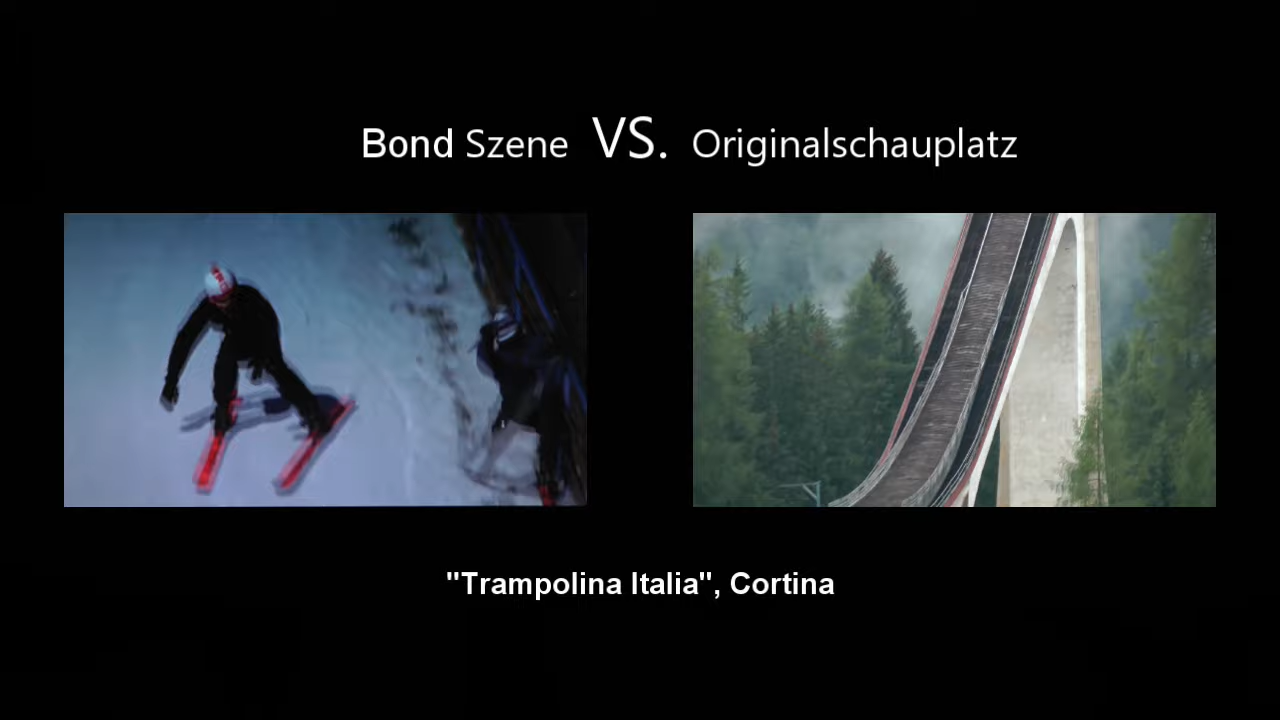 Bond Szene VS. Originalschauplatz
"Trampolina Italia", Cortina